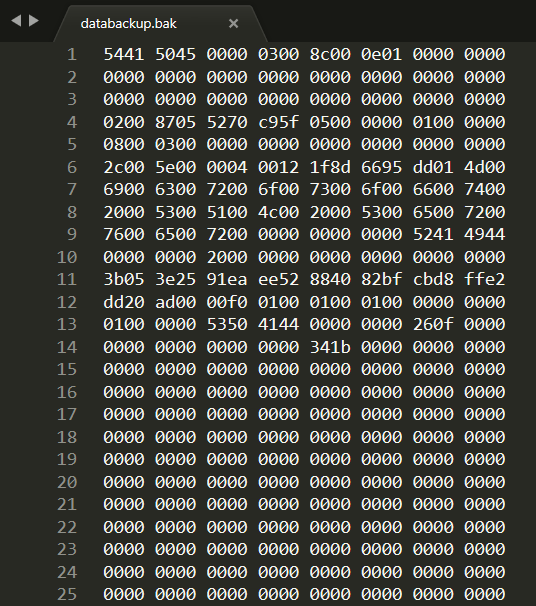 databackup.bak ×
1 5441 5045 0000 0300 8c00 0e01 0000 0000
2 0000 0000 0000 0000 0000 0000 0000 0000
3 0000 0000 0000 0000 0000 0000 0000 0000
4 0200 8705 5270 c95f 0500 0000 0100 0000
5 0800 0300 0000 0000 0000 0000 0000 0000
6 2c00 5e00 0004 0012 1f8d 6695 dd01 4d00
7 6900 6300 7200 6f00 7300 6f00 6600 7400
8 2000 5300 5100 4c00 2000 5300 6500 7200
9 7600 6500 7200 0000 0000 0000 5241 4944
10 0000 0000 2000 0000 0000 0000 0000 0000
11 3b05 3e25 91ea ee52 8840 82bf cbd8 ffe2
12 dd20 ad00 00f0 0100 0100 0100 0000 0000
13 0100 0000 5350 4144 0000 0000 260f 0000
14 0000 0000 0000 0000 341b 0000 0000 0000
15 0000 0000 0000 0000 0000 0000 0000 0000
16 0000 0000 0000 0000 0000 0000 0000 0000
17 0000 0000 0000 0000 0000 0000 0000 0000
18 0000 0000 0000 0000 0000 0000 0000 0000
19 0000 0000 0000 0000 0000 0000 0000 0000
20 0000 0000 0000 0000 0000 0000 0000 0000
21 0000 0000 0000 0000 0000 0000 0000 0000
22 0000 0000 0000 0000 0000 0000 0000 0000
23 0000 0000 0000 0000 0000 0000 0000 0000
24 0000 0000 0000 0000 0000 0000 0000 0000
25 0000 0000 0000 0000 0000 0000 0000 0000